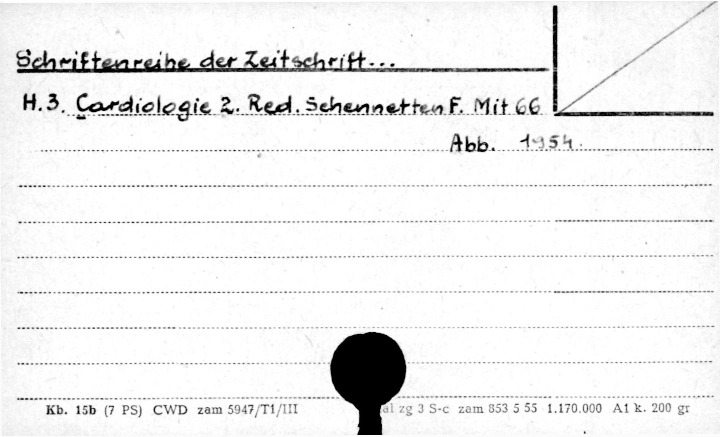 Schriftenreihe der Zeitschrift...
H.3. Cardiologie 2. Red. Schennetten F. Mit 66
Abb. 1954.
Kb. 15b (7 PS) CWD zam 5947/T1/III zg 3 S-c zam 853 5 55 1.170.000 A1 k. 200 gr